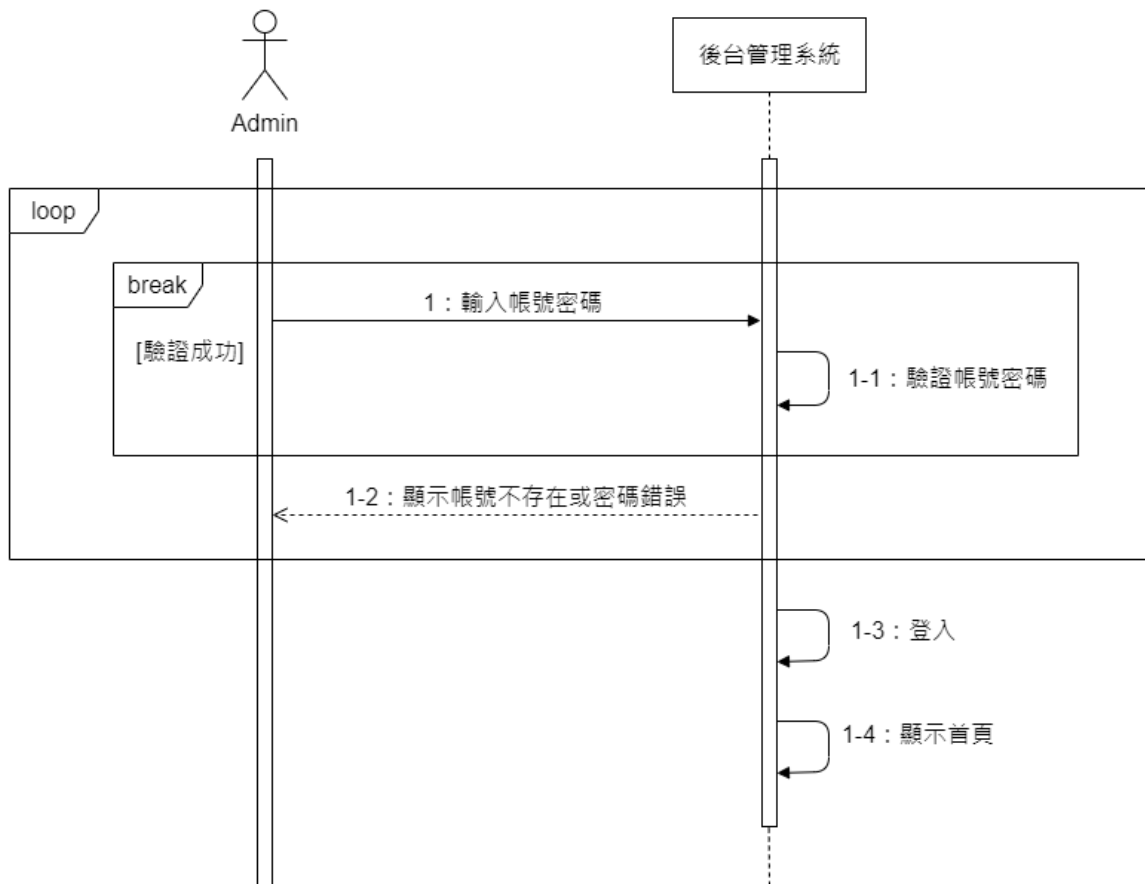 後台管理系統
Admin
loop
break
1：輸入帳號密碼
[驗證成功]
1-1：驗證帳號密碼
1-2：顯示帳號不存在或密碼錯誤
1-3：登入
1-4：顯示首頁